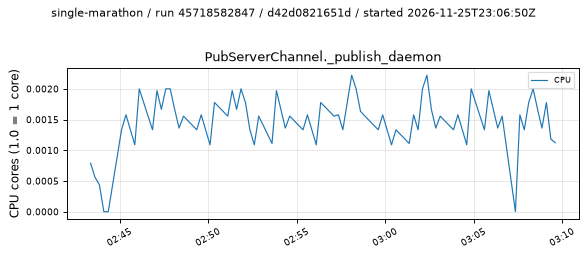 single-marathon / run 45718582847 / d42d0821651d / started 2026-11-25T23:06:50Z
PubServerChannel._publish_daemon
CPU
CPU cores (1.0 = 1 core)
0.0020
0.0015
0.0010
0.0005
0.0000
02:45
02:50
02:55
03:00
03:05
03:10